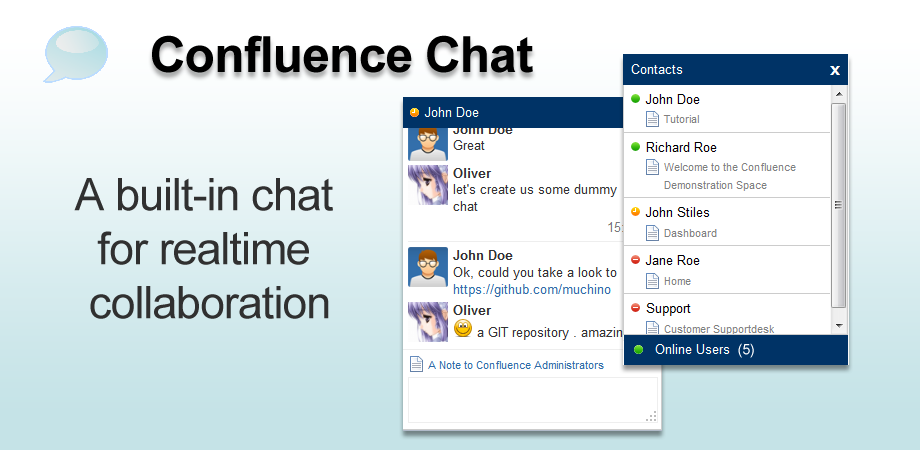 Confluence Chat
A built-in chat
for realtime
collaboration
John Doe
John Doe
Great
Oliver
let's create us some dummy
chat
15:
John Doe
Ok, could you take a look to
https://github.com/muchino
Oliver
a GIT repository . amazin
A Note to Confluence Administrators
Contacts x
John Doe
Tutorial
Richard Roe
Welcome to the Confluence
Demonstration Space
John Stiles
Dashboard
Jane Roe
Home
Support
Customer Supportdesk
Online Users (5)